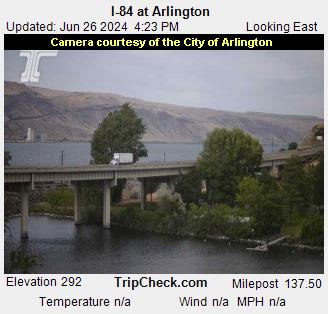 I-84 at Arlington
Updated: Jun 26 2024 4:23 PM Looking East
Camera courtesy of the City of Arlington
Elevation 292 TripCheck.com Milepost 137.50
Temperature n/a Wind n/a MPH n/a